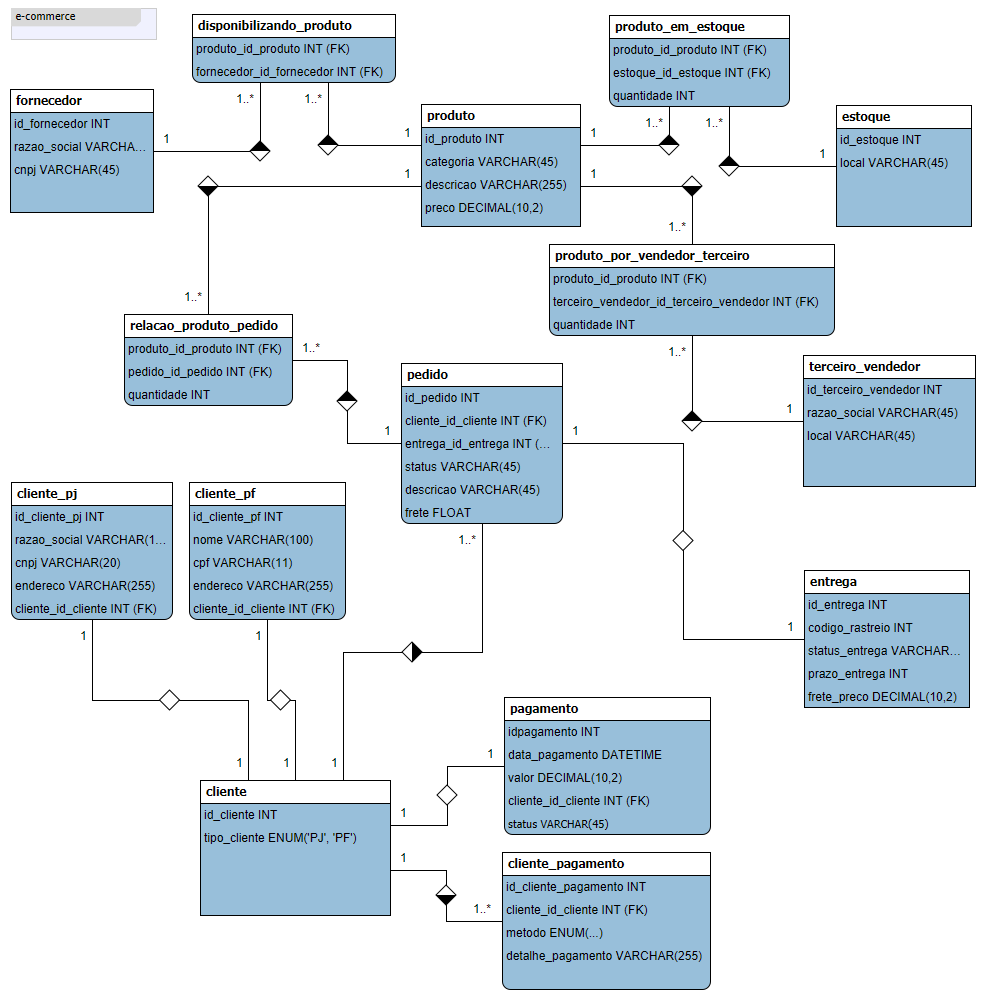 e-commerce
disponibilizando_produto
produto_id_produto INT (FK)
fornecedor_id_fornecedor INT (FK)
produto_em_estoque
produto_id_produto INT (FK)
estoque_id_estoque INT (FK)
quantidade INT
fornecedor
id_fornecedor INT
razao_social VARCHA...
cnpj VARCHAR(45)
1
1..*
1..*
produto
id_produto INT
categoria VARCHAR(45)
descricao VARCHAR(255)
preco DECIMAL(10,2)
1
1
1
1
1..*
1..*
estoque
id_estoque INT
local VARCHAR(45)
1
1..*
produto_por_vendedor_terceiro
produto_id_produto INT (FK)
terceiro_vendedor_id_terceiro_vendedor INT (FK)
quantidade INT
1..*
1..*
relacao_produto_pedido
produto_id_produto INT (FK)
pedido_id_pedido INT (FK)
quantidade INT
1..*
1
pedido
id_pedido INT
cliente_id_cliente INT (FK)
entrega_id_entrega INT (...
status VARCHAR(45)
descricao VARCHAR(45)
frete FLOAT
1
1..*
terceiro_vendedor
id_terceiro_vendedor INT
razao_social VARCHAR(45)
local VARCHAR(45)
1
cliente_pj
id_cliente_pj INT
razao_social VARCHAR(1...
cnpj VARCHAR(20)
endereco VARCHAR(255)
cliente_id_cliente INT (FK)
1
cliente_pf
id_cliente_pf INT
nome VARCHAR(100)
cpf VARCHAR(11)
endereco VARCHAR(255)
cliente_id_cliente INT (FK)
1
entrega
id_entrega INT
codigo_rastreio INT
status_entrega VARCHAR...
prazo_entrega INT
frete_preco DECIMAL(10,2)
1
pagamento
idpagamento INT
data_pagamento DATETIME
valor DECIMAL(10,2)
cliente_id_cliente INT (FK)
status VARCHAR(45)
1
1
1
1
cliente
id_cliente INT
tipo_cliente ENUM('PJ', 'PF')
1
1
1..*
cliente_pagamento
id_cliente_pagamento INT
cliente_id_cliente INT (FK)
metodo ENUM(...)
detalhe_pagamento VARCHAR(255)